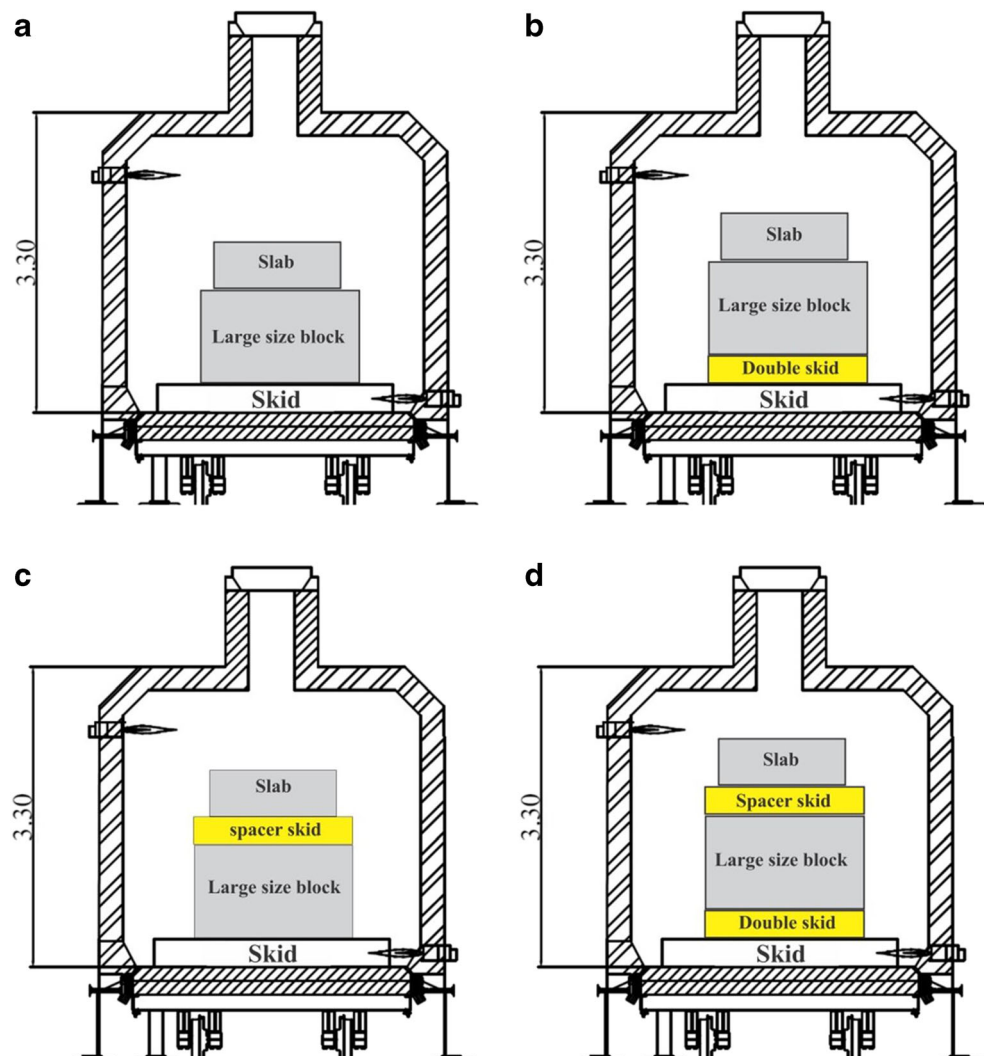 a
3.30
Slab
Large size block
Skid
b
3.30
Slab
Large size block
Double skid
Skid
c
3.30
Slab
spacer skid
Large size block
Skid
d
3.30
Slab
Spacer skid
Large size block
Double skid
Skid